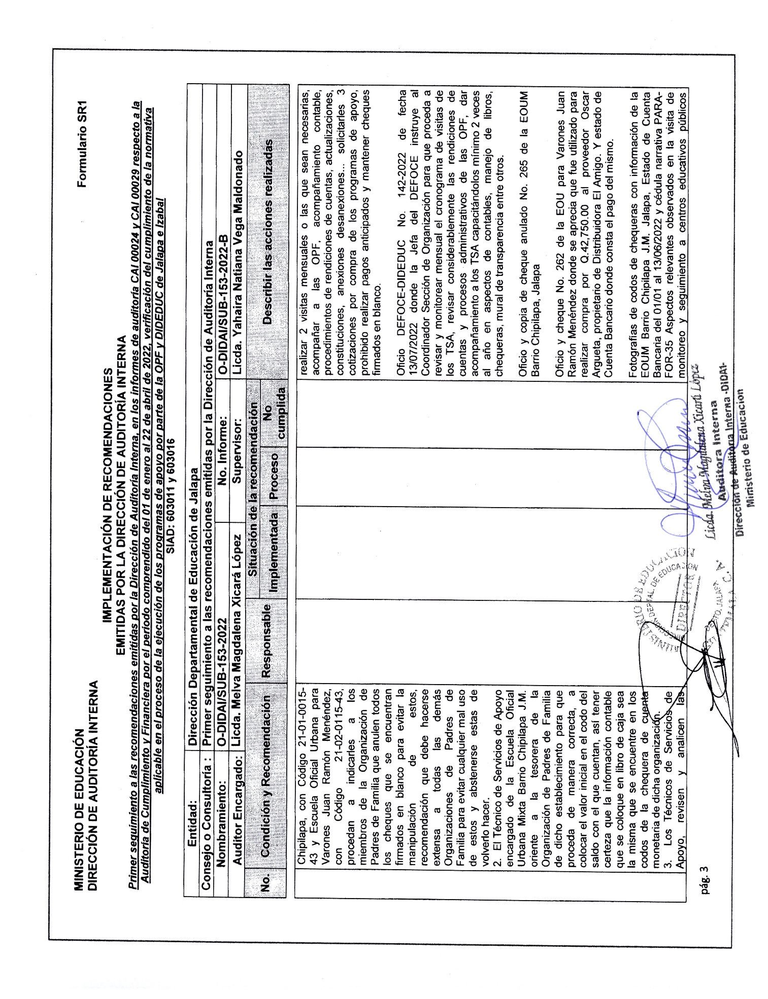 MINISTERIO DE EDUCACIÓN
DIRECCIÓN DE AUDITORÍA INTERNA
Formulario SR1
IMPLEMENTACIÓN DE RECOMENDACIONES
EMITIDAS POR LA DIRECCIÓN DE AUDITORÍA INTERNA
Primer seguimiento a las recomendaciones emitidas por la Dirección de Auditoría Interna, en los informes de auditoría CAI 00024 y CAI 00029 respecto a la
Auditoría de Cumplimiento y Financiera por el período comprendido del 01 de enero al 22 de abril de 2022, verificación del cumplimiento de la normativa
aplicable en el proceso de la ejecución de los programas de apoyo por parte de la OPF y DIDEDUC de Jalapa e Izabal
SIAD: 603011 y 603016
Entidad: Dirección Departamental de Educación de Jalapa
Consejo o Consultoría : Primer seguimiento a las recomendaciones emitidas por la Dirección de Auditoría Interna
Nombramiento: O-DIDAI/SUB-153-2022 No. Informe: O-DIDAI/SUB-153-2022-B
Auditor Encargado: Licda. Melva Magdalena Xicará López Supervisor: Licda. Yahaira Natiana Vega Maldonado
No. Condición y Recomendación Responsable Situación de la recomendación Describir las acciones realizadas
Implementada Proceso No cumplida
Chipilapa, con Código 21-01-0015-
43 y Escuela Oficial Urbana para
Varones Juan Ramón Menéndez,
con Código 21-02-0115-43,
procedan a indicarles a los
miembros de la Organización de
Padres de Familia que anulen todos
los cheques que se encuentran
firmados en blanco para evitar la
manipulación de estos,
recomendación que debe hacerse
extensa a todas las demás
Organizaciones de Padres de
Familia para evitar cualquier mal uso
de estos y abstenerse estas de
volverlo hacer.
2. El Técnico de Servicios de Apoyo
encargado de la Escuela Oficial
Urbana Mixta Barrio Chipilapa J.M.
oriente a la tesorera de la
Organización de Padres de Familia
de dicho establecimiento para que
proceda de manera correcta, a
colocar el valor inicial en el codo del
saldo con el que cuentan, así tener
certeza que la información contable
que se coloque en libro de caja sea
la misma que se encuentre en los
codos de la chequera de cuenta
monetaria de dicha organización.
3. Los Técnicos de Servicios de
Apoyo, revisen y analicen las
realizar 2 visitas mensuales o las que sean necesarias,
acompañar a las OPF, acompañamiento contable,
procedimientos de rendiciones de cuentas, actualizaciones,
constituciones, anexiones desanexiones... solicitarles 3
cotizaciones por compra de los programas de apoyo,
prohibido realizar pagos anticipados y mantener cheques
firmados en blanco.
Oficio DEFOCE-DIDEDUC No. 142-2022 de fecha
13/07/2022 donde la Jefa del DEFOCE instruye al
Coordinador Sección de Organización para que proceda a
revisar y monitorear mensual el cronograma de visitas de
los TSA, revisar considerablemente las rendiciones de
cuentas y procesos administrativos de las OPF, dar
acompañamiento a los TSA capacitándolos mínimo 2 veces
al año en aspectos de contables, manejo de libros,
chequeras, mural de transparencia entre otros.
Oficio y copia de cheque anulado No. 265 de la EOUM
Barrio Chipilapa, Jalapa
Oficio y cheque No. 262 de la EOU para Varones Juan
Ramón Menéndez donde se aprecia que fue utilizado para
realizar compra por Q.42,750.00 al proveedor Oscar
Argueta, propietario de Distribuidora El Amigo. Y estado de
Cuenta Bancario donde consta el pago del mismo.
Fotografías de codos de chequeras con información de la
EOUM Barrio Chipilapa J.M. Jalapa, Estado de Cuenta
Bancaria del 01/01 al 13/06/2022 y cédula narrativa PARA-
FOR-35 Aspectos relevantes observados en la visita de
monitoreo y seguimiento a centros educativos públicos
pág. 3
MINISTERIO DE EDUCACION
DIRECCION DEPTAL DE EDUCACION
DIRECTOR
DEPTO. JALAPA
C. A.
Licda. Melva Magdalena Xicará López
Auditora Interna
Dirección de Auditoria Interna -DIDAI-
Ministerio de Educacion